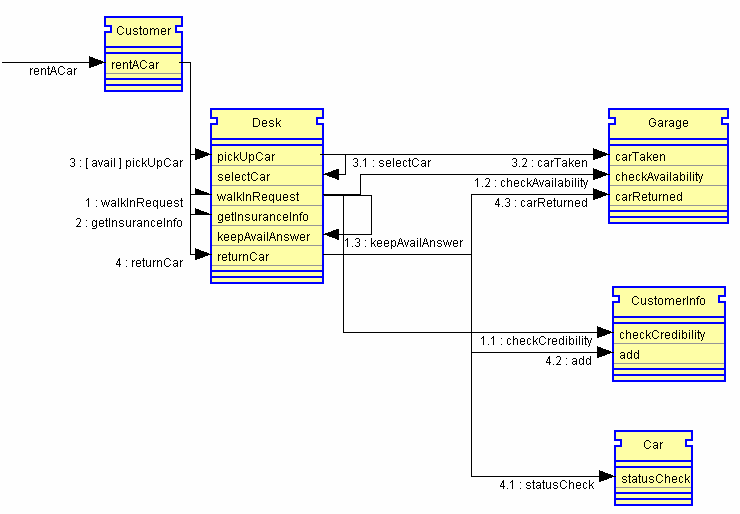 Customer
rentACar
rentACar
Desk
Garage
3 : [ avail ] pickUpCar
pickUpCar
3.1 : selectCar
3.2 : carTaken
carTaken
selectCar
1.2 : checkAvailability
checkAvailability
1 : walkInRequest
walkInRequest
4.3 : carReturned
carReturned
2 : getInsuranceInfo
getInsuranceInfo
keepAvailAnswer
1.3 : keepAvailAnswer
4 : returnCar
returnCar
CustomerInfo
1.1 : checkCredibility
checkCredibility
4.2 : add
add
Car
4.1 : statusCheck
statusCheck